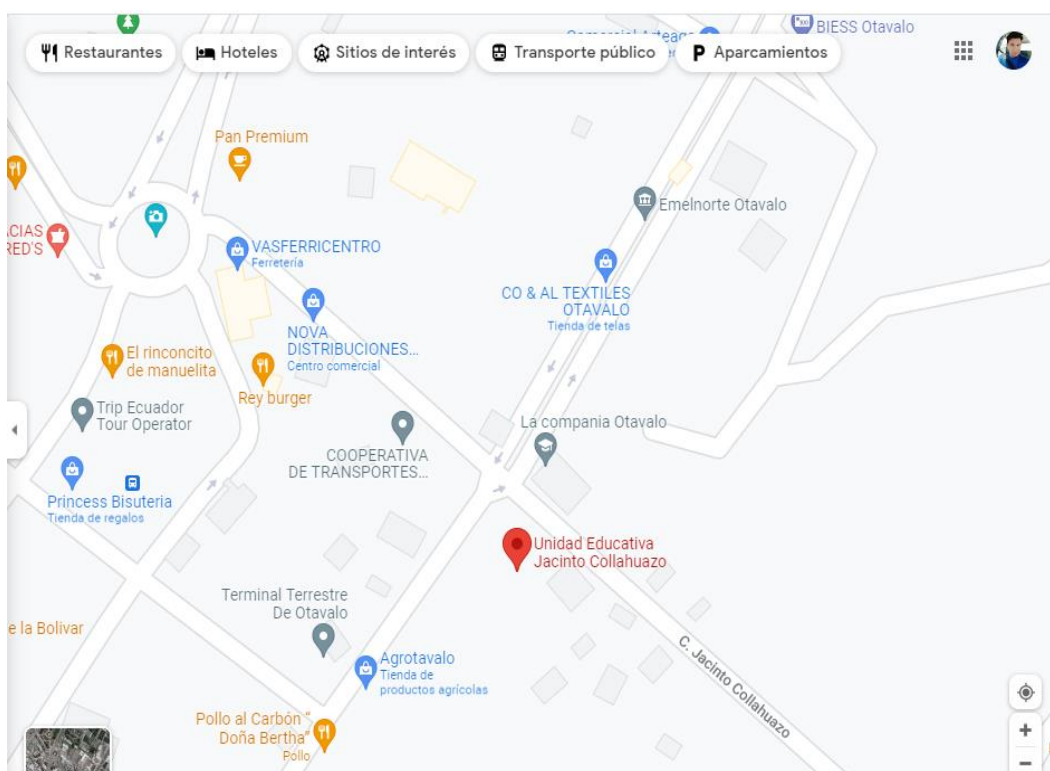 BIESS Otavalo
Restaurantes
Hoteles
Sitios de interés
Transporte público
P Aparcamientos
Pan Premium
Emelnorte Otavalo
RED'S
VASFERRICENTRO
Ferretería
CO & AL TEXTILES
OTAVALO
Tienda de telas
NOVA
DISTRIBUCIONES...
Centro comercial
El rinconcito
de manuelita
Rey burger
Trip Ecuador
Tour Operator
La compania Otavalo
COOPERATIVA
DE TRANSPORTES...
Princess Bisuteria
Tienda de regalos
Unidad Educativa
Jacinto Collahuazo
Terminal Terrestre
De Otavalo
e la Bolivar
Agrotavalo
Tienda de
productos agrícolas
C. Jacinto Collahuazo
Pollo al Carbón "
Doña Bertha"
Pollo